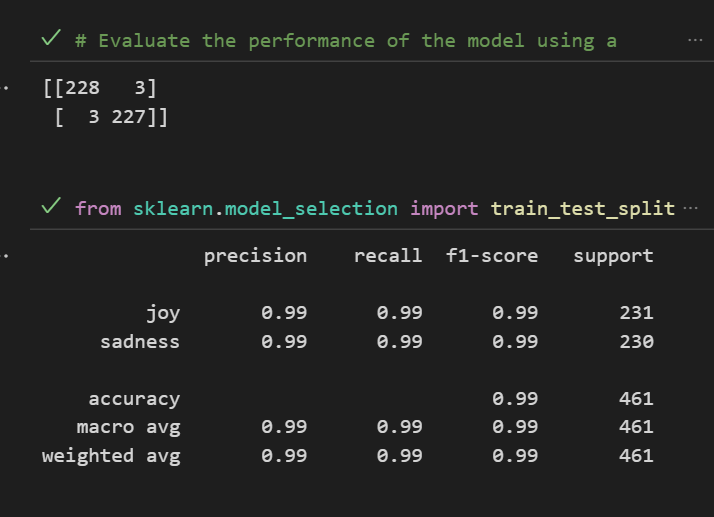 # Evaluate the performance of the model using a ...
[[228   3]
 [  3 227]]
from sklearn.model_selection import train_test_split ...
              precision    recall  f1-score   support
         joy       0.99      0.99      0.99       231
     sadness       0.99      0.99      0.99       230
    accuracy                           0.99       461
   macro avg       0.99      0.99      0.99       461
weighted avg       0.99      0.99      0.99       461